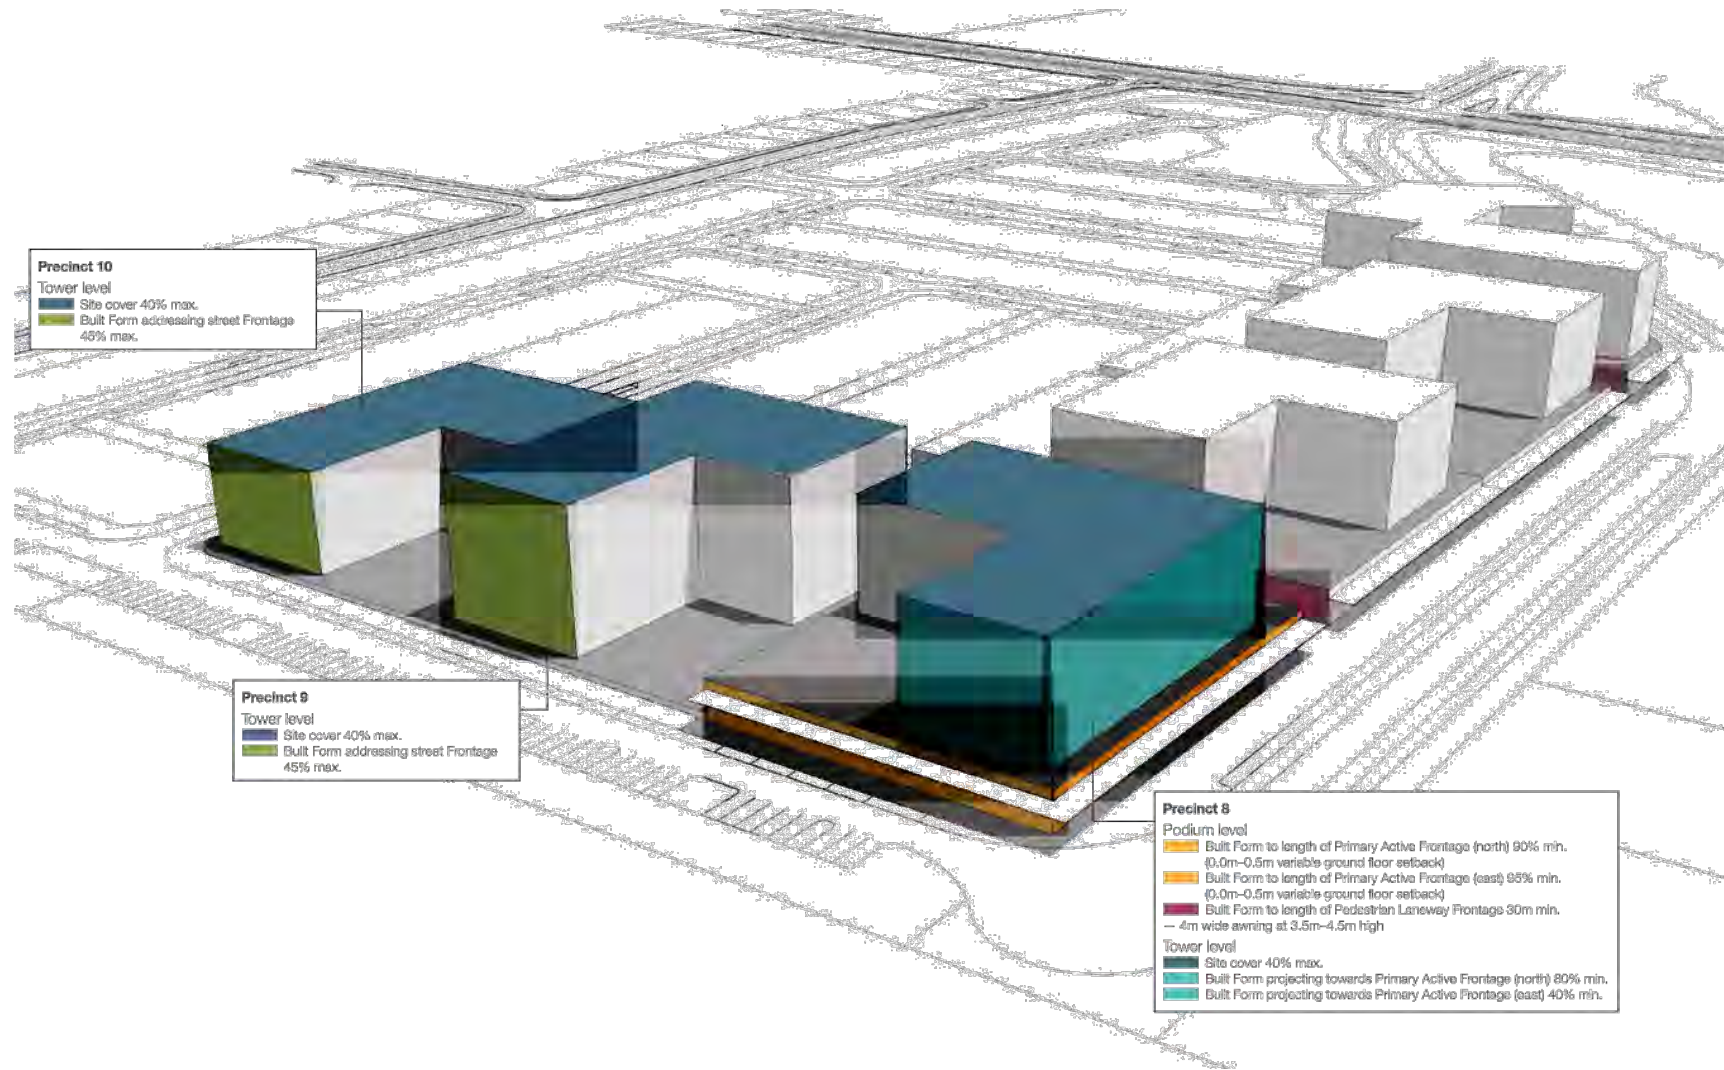 Precinct 10
Tower level
Site cover 40% max.
Built Form addressing street Frontage
45% max.
Precinct 9
Tower level
Site cover 40% max.
Built Form addressing street Frontage
45% max.
Precinct 8
Podium level
Built Form to length of Primary Active Frontage (north) 90% min.
(0.0m–0.5m variable ground floor setback)
Built Form to length of Primary Active Frontage (east) 95% min.
(0.0m–0.5m variable ground floor setback)
Built Form to length of Pedestrian Laneway Frontage 30m min.
— 4m wide awning at 3.5m–4.5m high
Tower level
Site cover 40% max.
Built Form projecting towards Primary Active Frontage (north) 80% min.
Built Form projecting towards Primary Active Frontage (east) 40% min.